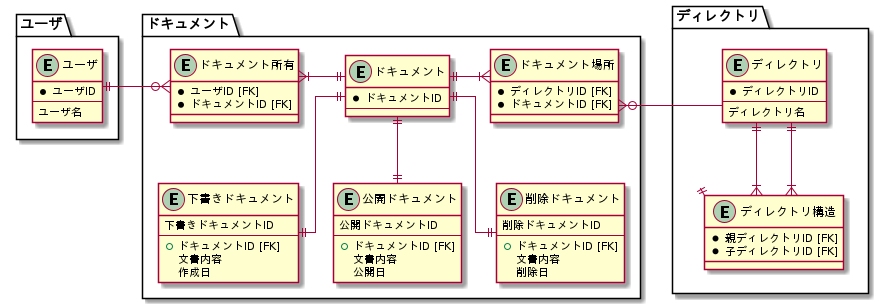 ユーザ
E ユーザ
ユーザID
ユーザ名
ドキュメント
E ドキュメント所有
ユーザID [FK]
ドキュメントID [FK]
E ドキュメント
ドキュメントID
E ドキュメント場所
ディレクトリID [FK]
ドキュメントID [FK]
E 下書きドキュメント
下書きドキュメントID
ドキュメントID [FK]
文書内容
作成日
E 公開ドキュメント
公開ドキュメントID
ドキュメントID [FK]
文書内容
公開日
E 削除ドキュメント
削除ドキュメントID
ドキュメントID [FK]
文書内容
削除日
ディレクトリ
E ディレクトリ
ディレクトリID
ディレクトリ名
E ディレクトリ構造
親ディレクトリID [FK]
子ディレクトリID [FK]